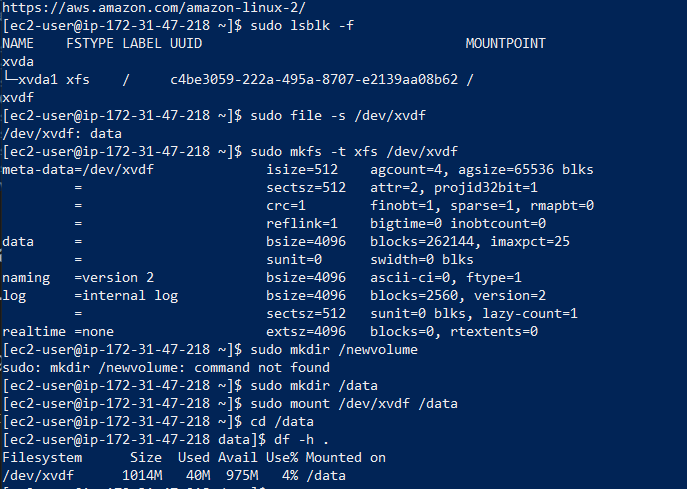 https://aws.amazon.com/amazon-linux-2/
[ec2-user@ip-172-31-47-218 ~]$ sudo lsblk -f
NAME    FSTYPE LABEL UUID                                 MOUNTPOINT
xvda
└─xvda1 xfs    /     c4be3059-222a-495a-8707-e2139aa08b62 /
xvdf
[ec2-user@ip-172-31-47-218 ~]$ sudo file -s /dev/xvdf
/dev/xvdf: data
[ec2-user@ip-172-31-47-218 ~]$ sudo mkfs -t xfs /dev/xvdf
meta-data=/dev/xvdf              isize=512    agcount=4, agsize=65536 blks
         =                       sectsz=512   attr=2, projid32bit=1
         =                       crc=1        finobt=1, sparse=1, rmapbt=0
         =                       reflink=1    bigtime=0 inobtcount=0
data     =                       bsize=4096   blocks=262144, imaxpct=25
         =                       sunit=0      swidth=0 blks
naming   =version 2              bsize=4096   ascii-ci=0, ftype=1
log      =internal log           bsize=4096   blocks=2560, version=2
         =                       sectsz=512   sunit=0 blks, lazy-count=1
realtime =none                   extsz=4096   blocks=0, rtextents=0
[ec2-user@ip-172-31-47-218 ~]$ sudo mkdir /newvolume
sudo: mkdir /newvolume: command not found
[ec2-user@ip-172-31-47-218 ~]$ sudo mkdir /data
[ec2-user@ip-172-31-47-218 ~]$ sudo mount /dev/xvdf /data
[ec2-user@ip-172-31-47-218 ~]$ cd /data
[ec2-user@ip-172-31-47-218 data]$ df -h .
Filesystem      Size  Used Avail Use% Mounted on
/dev/xvdf      1014M   40M  975M   4% /data